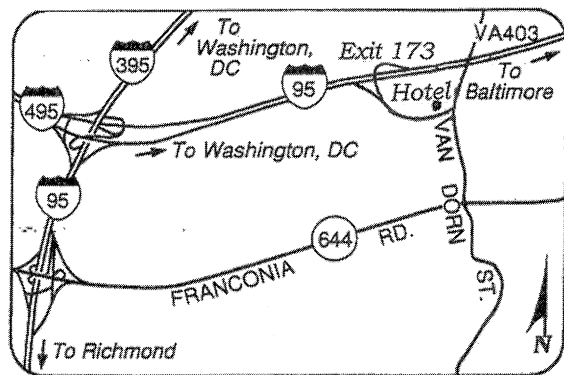 To
Washington,
DC
395
Exit 173
VA403
To
Baltimore
95
Hotel
495
To Washington, DC
VAN DORN ST.
95
644
FRANCONIA RD.
To Richmond
N